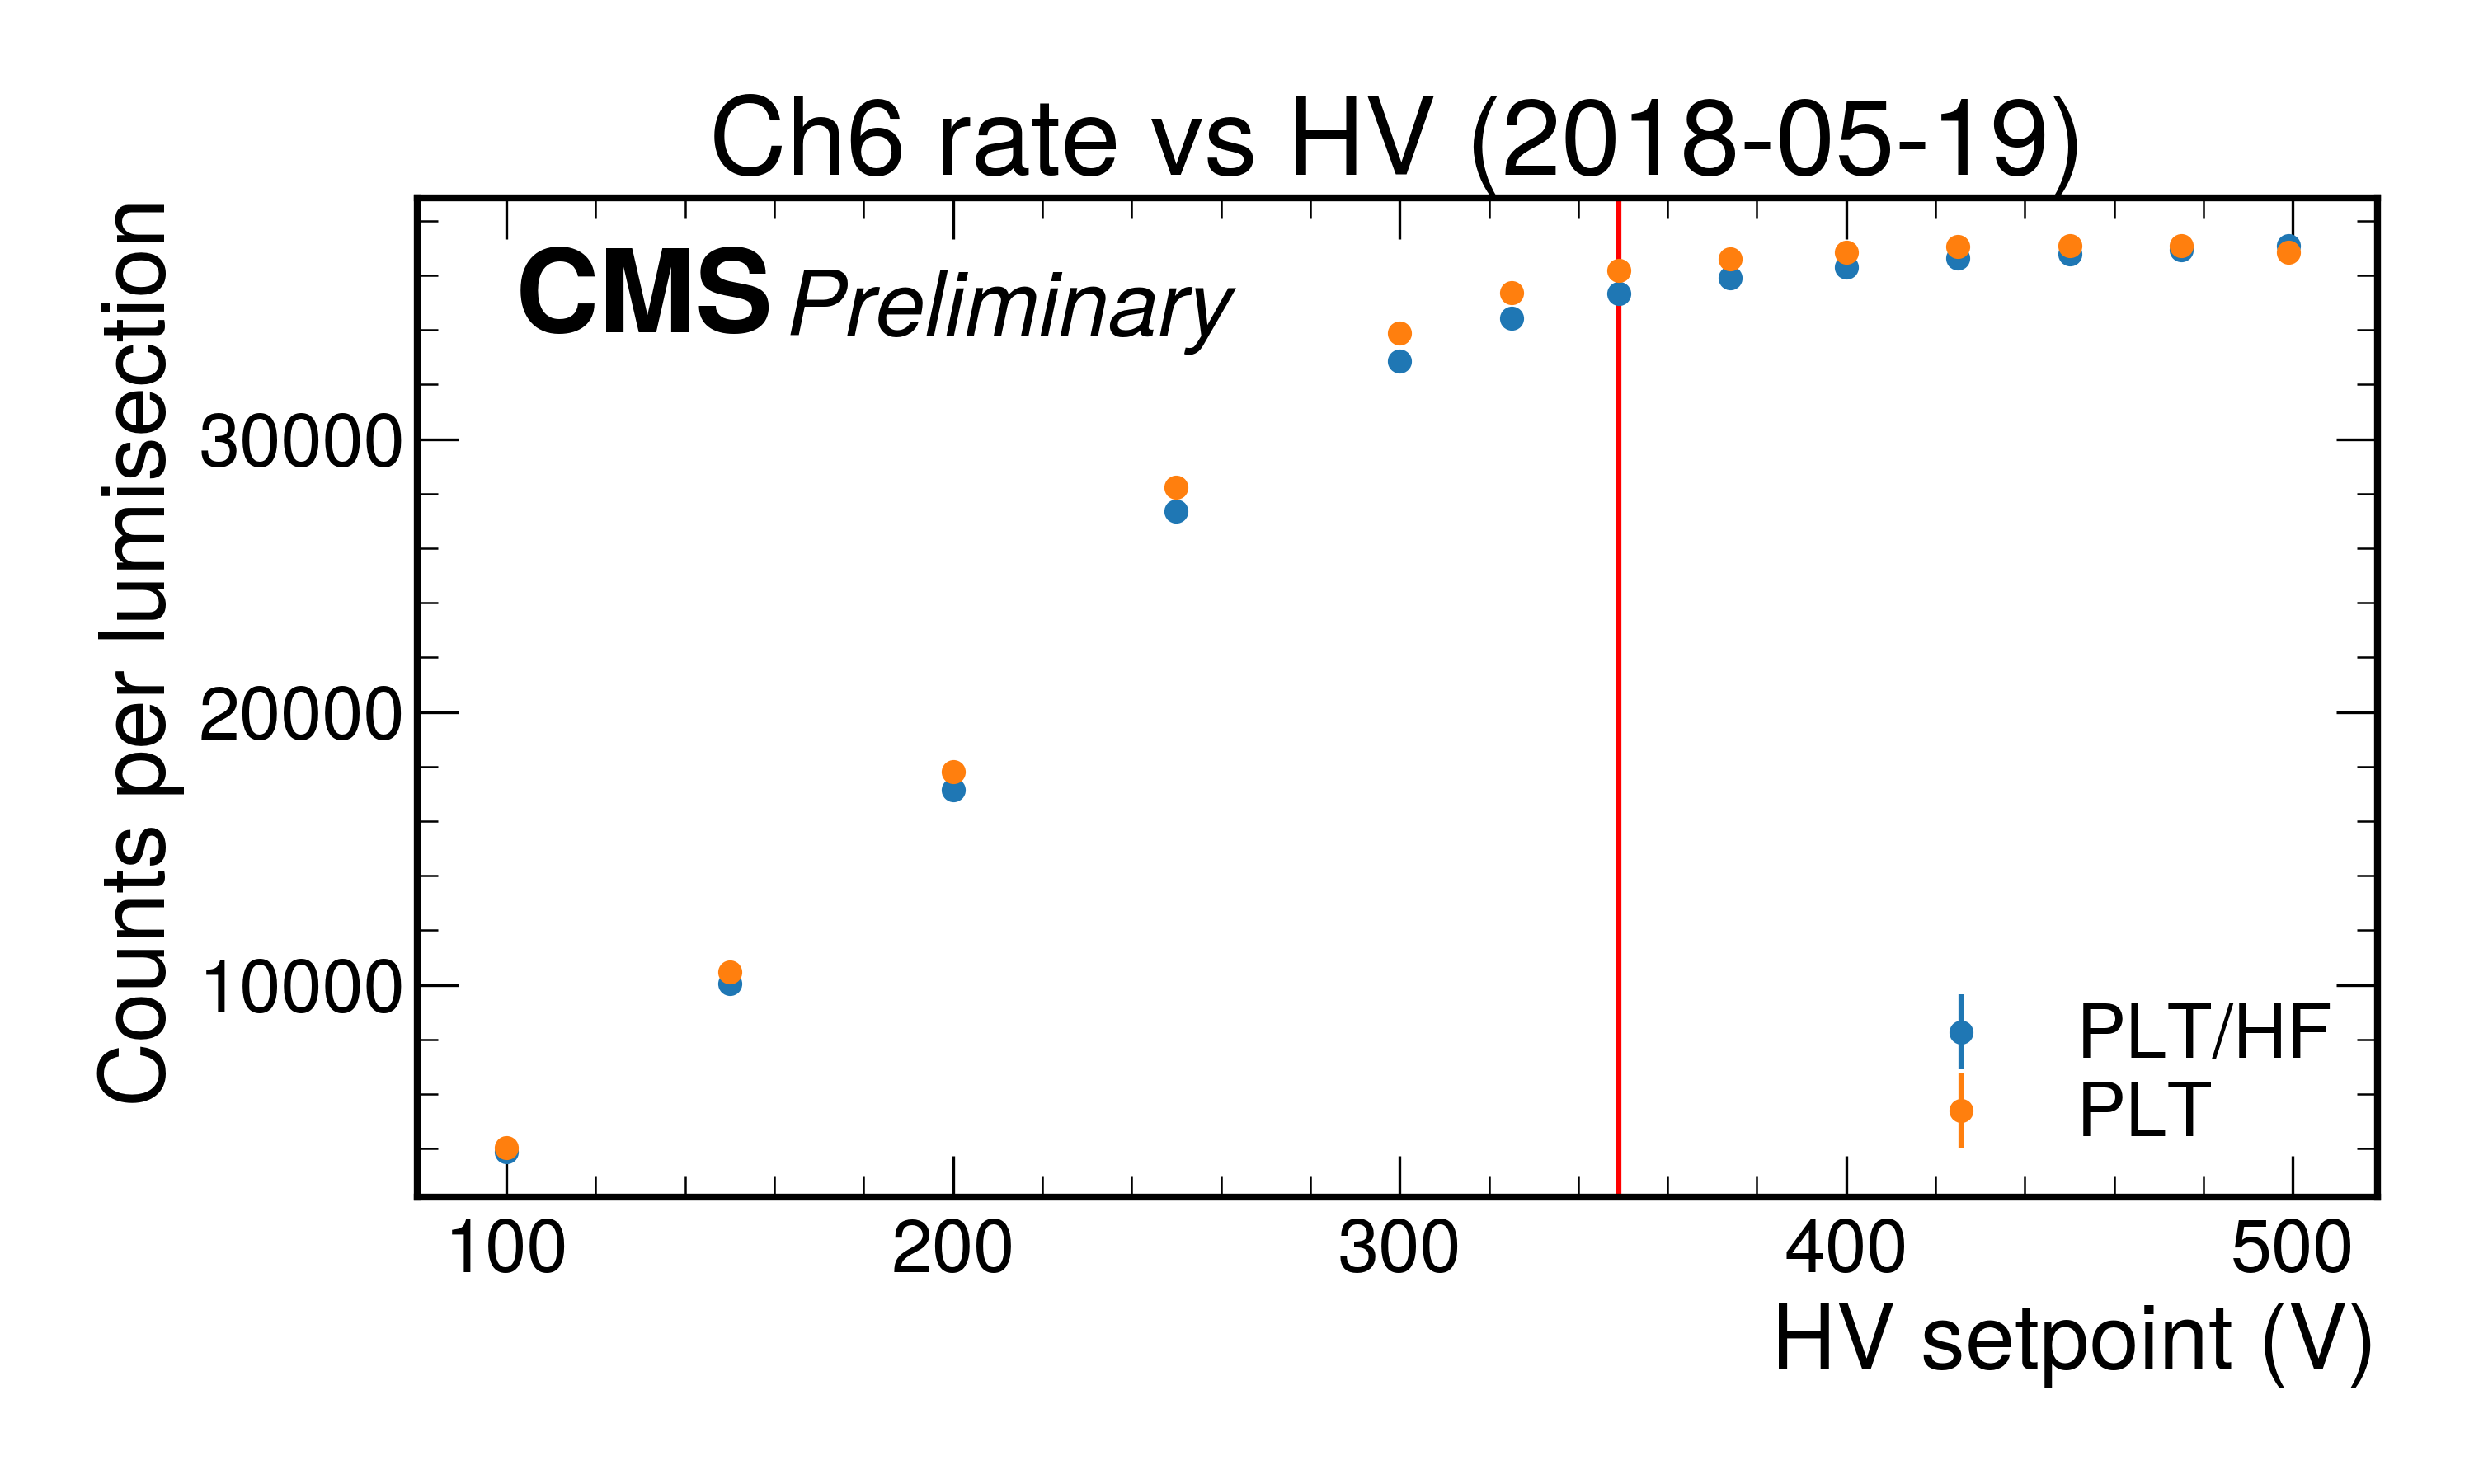 Ch6 rate vs HV (2018-05-19)
CMS Preliminary
Counts per lumisection
30000
20000
10000
PLT/HF
PLT
100 200 300 400 500
HV setpoint (V)